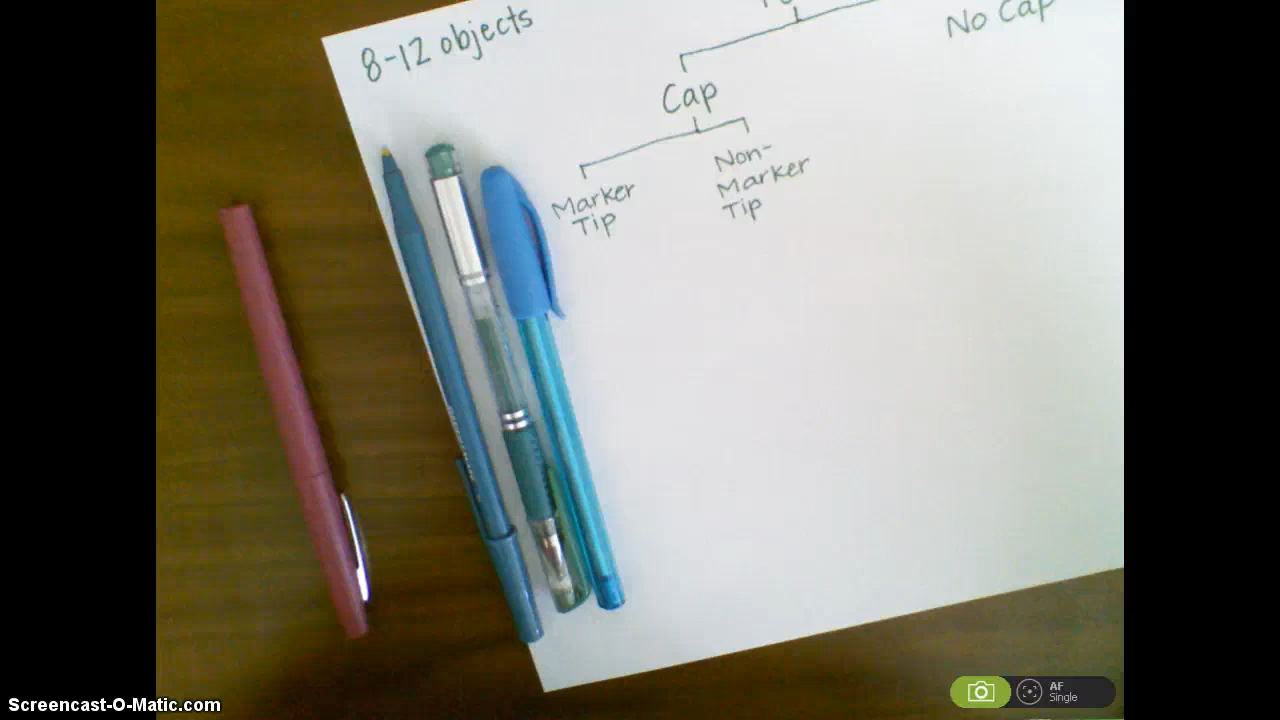 8-12 objects
No Cap
Cap
Marker
Tip
Non-
Marker
Tip
AF
Single
Screencast-O-Matic.com